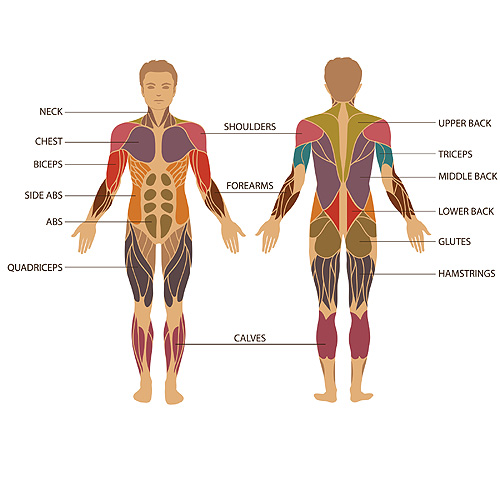 NECK
CHEST
BICEPS
SIDE ABS
ABS
QUADRICEPS
SHOULDERS
FOREARMS
CALVES
UPPER BACK
TRICEPS
MIDDLE BACK
LOWER BACK
GLUTES
HAMSTRINGS